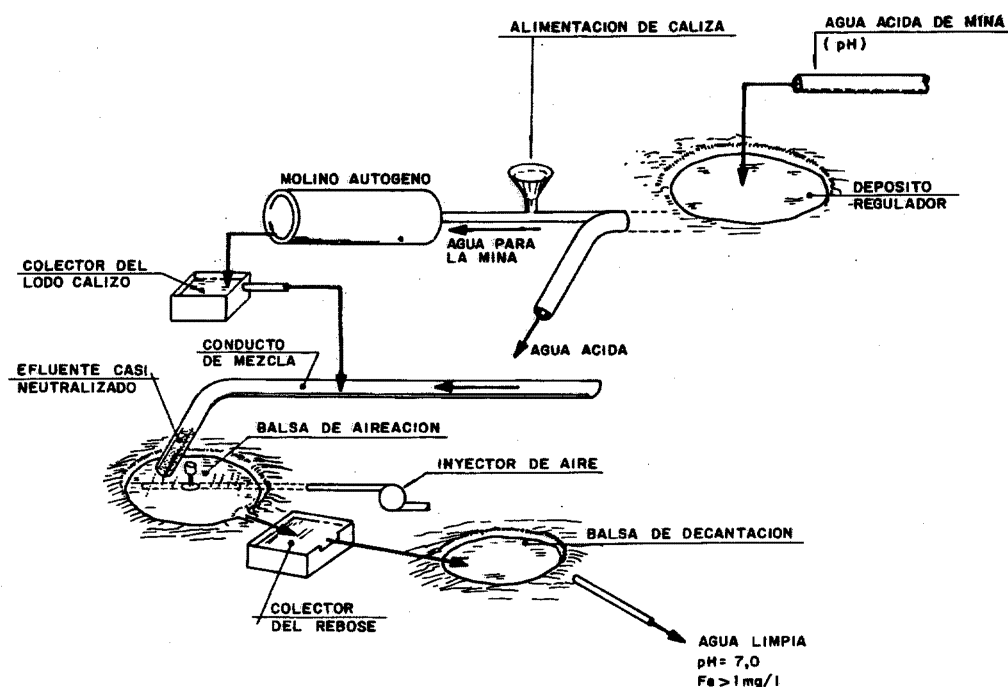 ALIMENTACION DE CALIZA
AGUA ACIDA DE MINA
( pH)
MOLINO AUTOGENO
DEPOSITO
-REGULADOR
AGUA PARA
LA MINA
COLECTOR DEL
LODO CALIZO
AGUA ACIDA
CONDUCTO
DE MEZCLA
EFLUENTE CASI
NEUTRALIZADO
BALSA DE AIREACION
INYECTOR DE AIRE
BALSA DE DECANTACION
COLECTOR
DEL REBOSE
AGUA LIMPIA
pH= 7,0
Fe > 1 mg/l